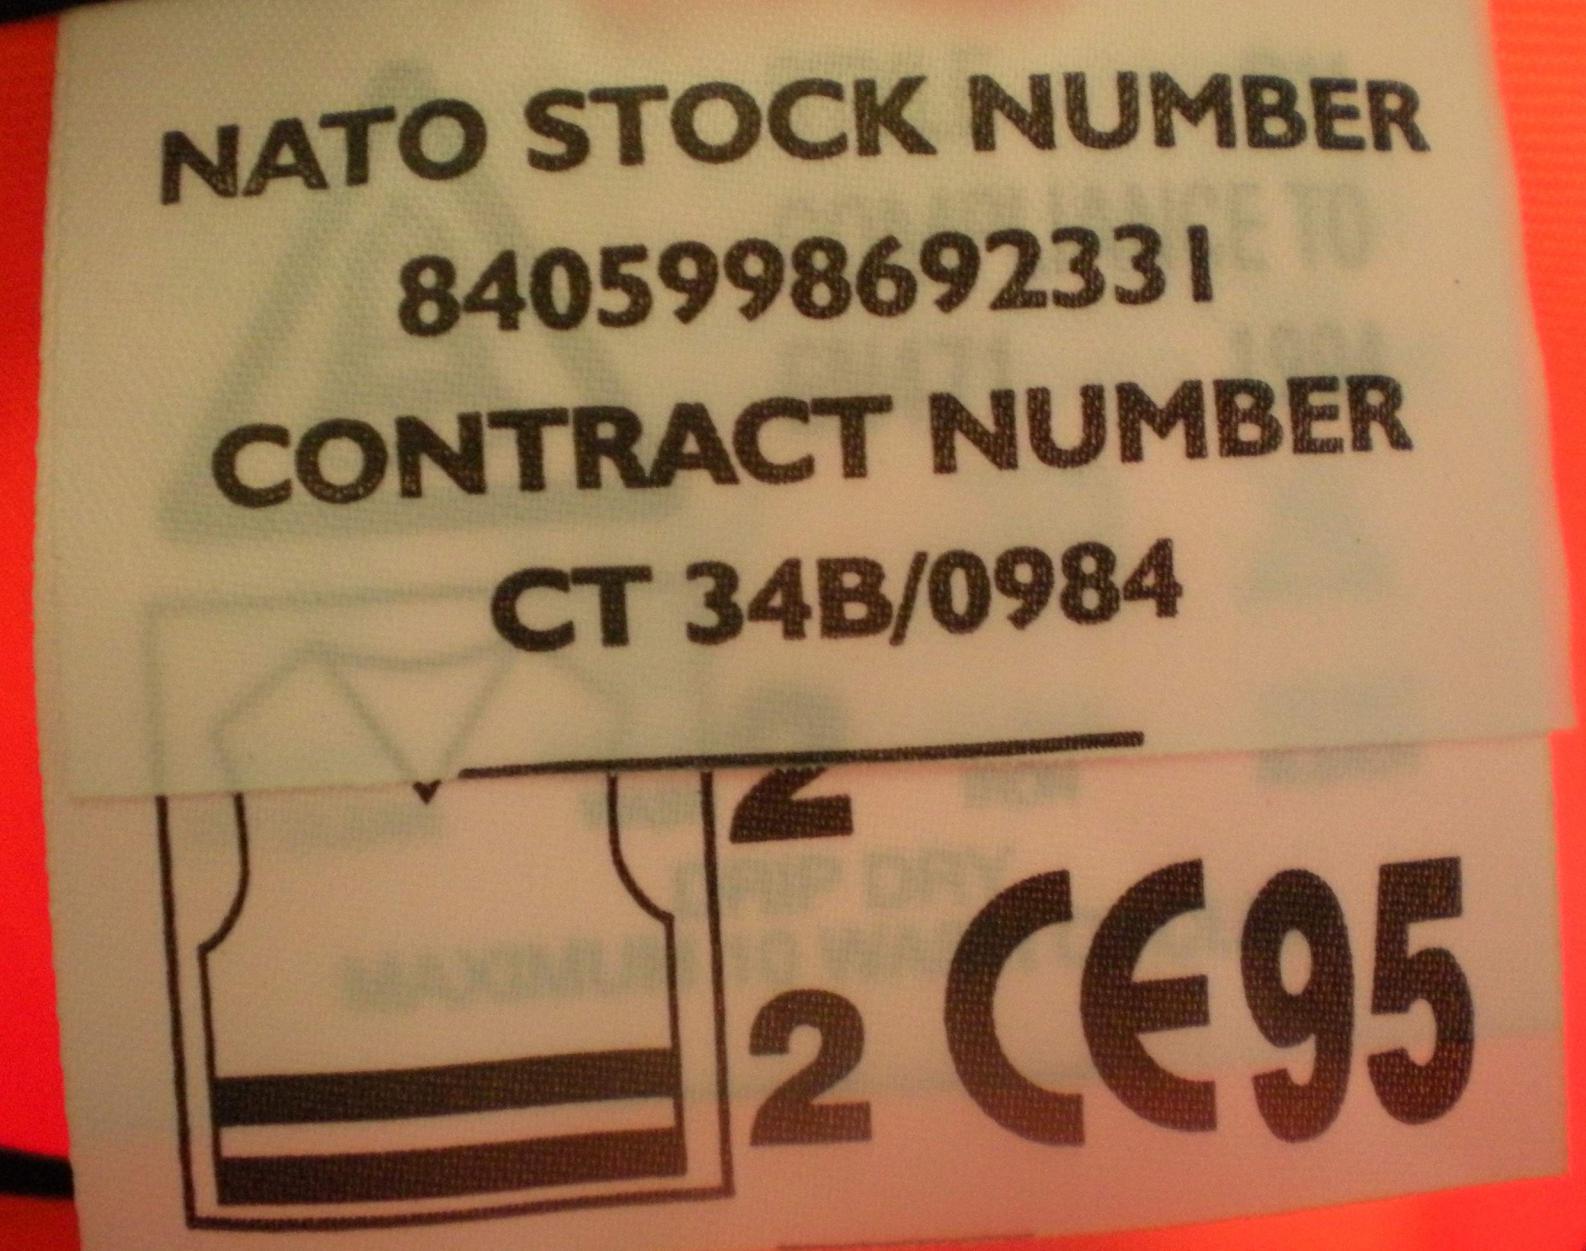 NATO STOCK NUMBER
8405998692331
CONTRACT NUMBER
CT 34B/0984
2
2
CE95